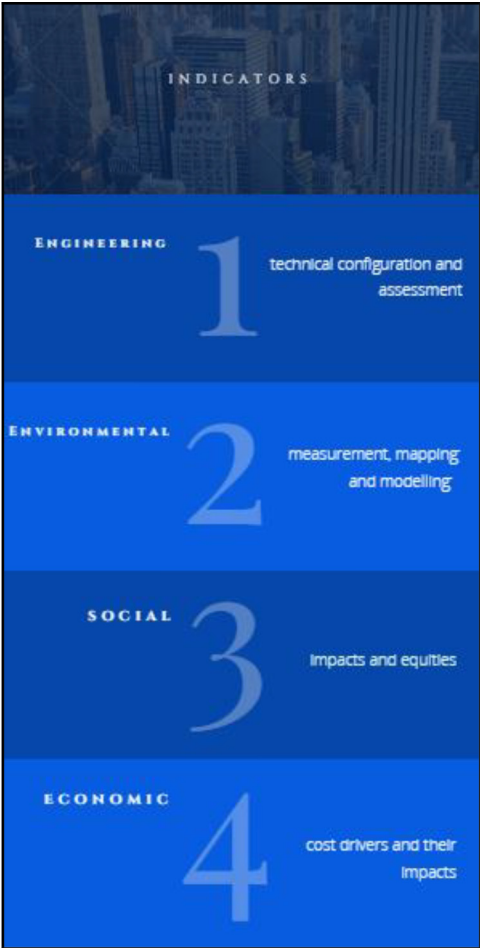 INDICATORS
ENGINEERING
1
technical configuration and
assessment
ENVIRONMENTAL
2
measurement, mapping
and modelling
SOCIAL
3
impacts and equities
ECONOMIC
4
cost drivers and their
impacts